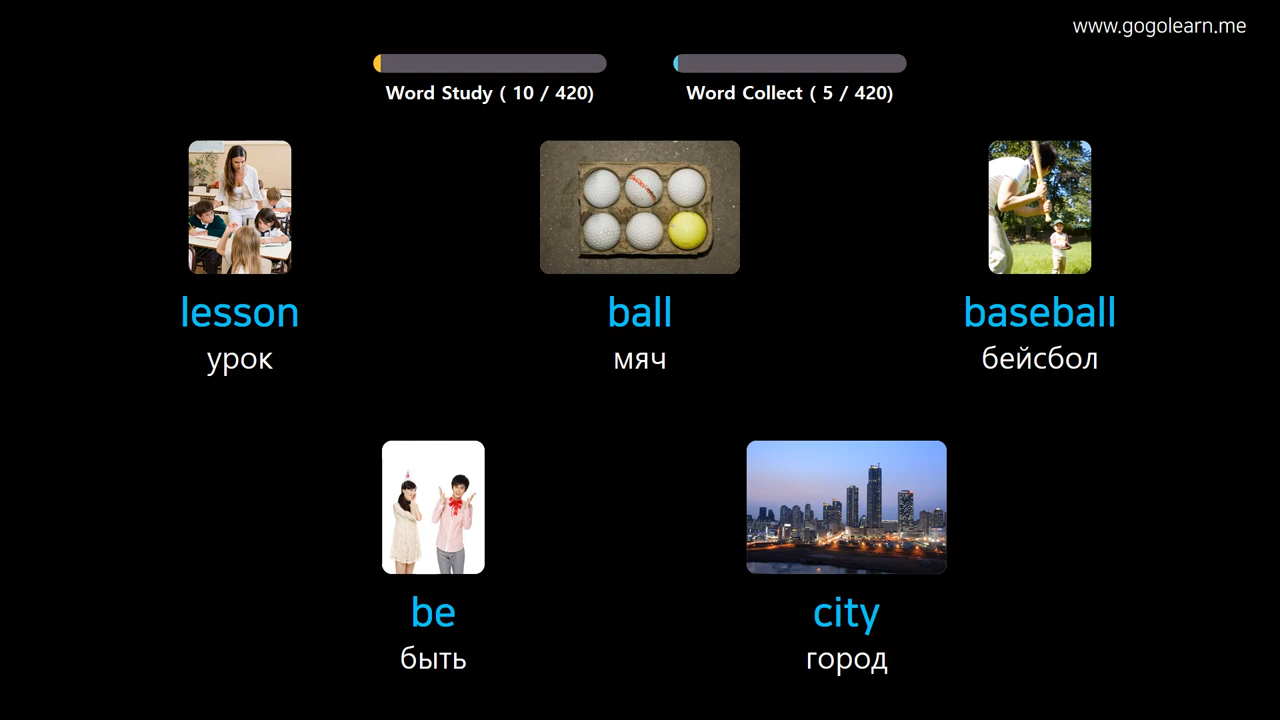 www.gogolearn.me
Word Study ( 10 / 420)
Word Collect ( 5 / 420)
lesson
урок
ball
мяч
baseball
бейсбол
be
быть
city
город